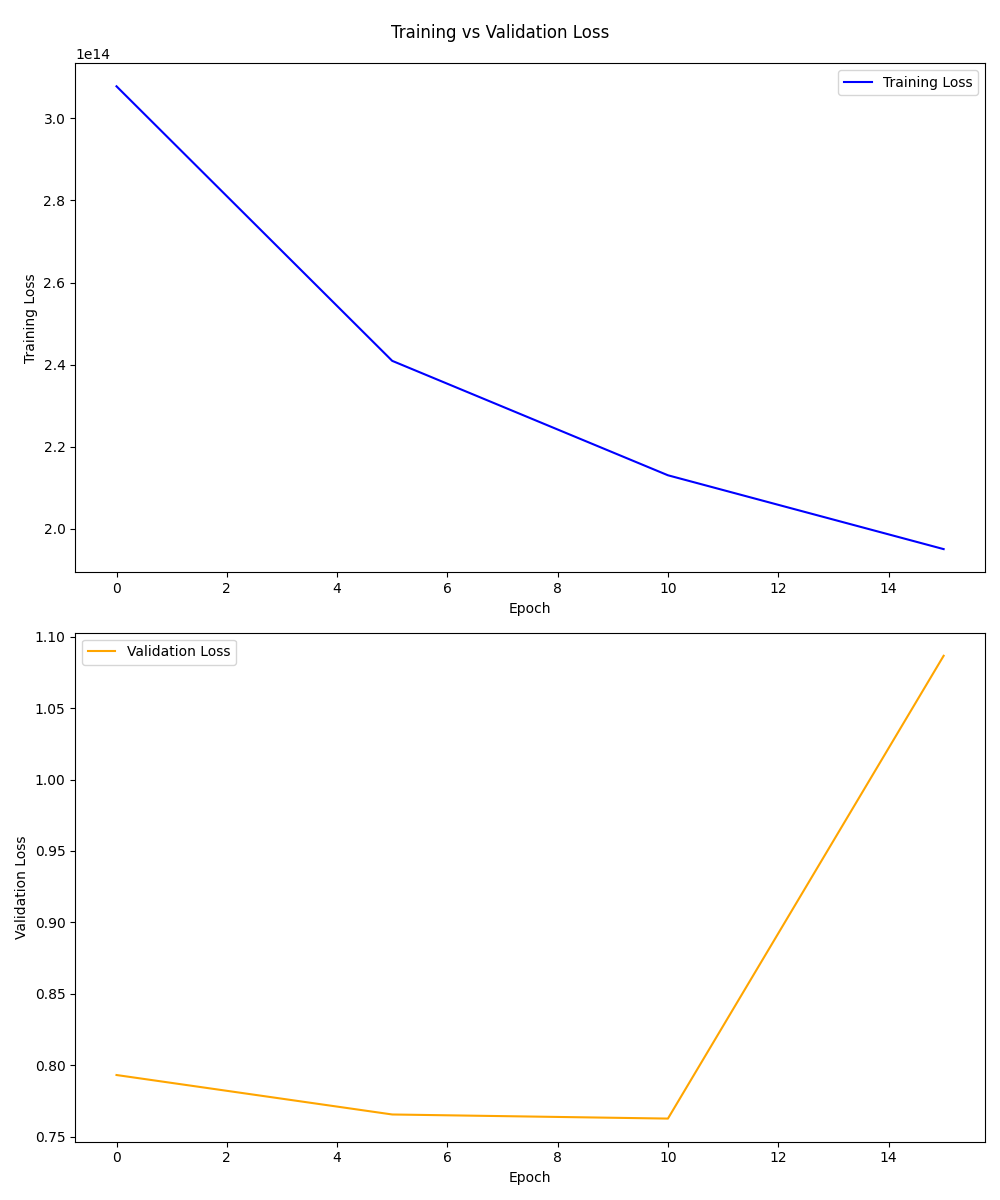 Training vs Validation Loss
1e14
Training Loss
3.0
2.8
2.6
2.4
2.2
2.0
Training Loss
0 2 4 6 8 10 12 14
Epoch
Validation Loss
1.10
1.05
1.00
0.95
0.90
0.85
0.80
0.75
Validation Loss
0 2 4 6 8 10 12 14
Epoch